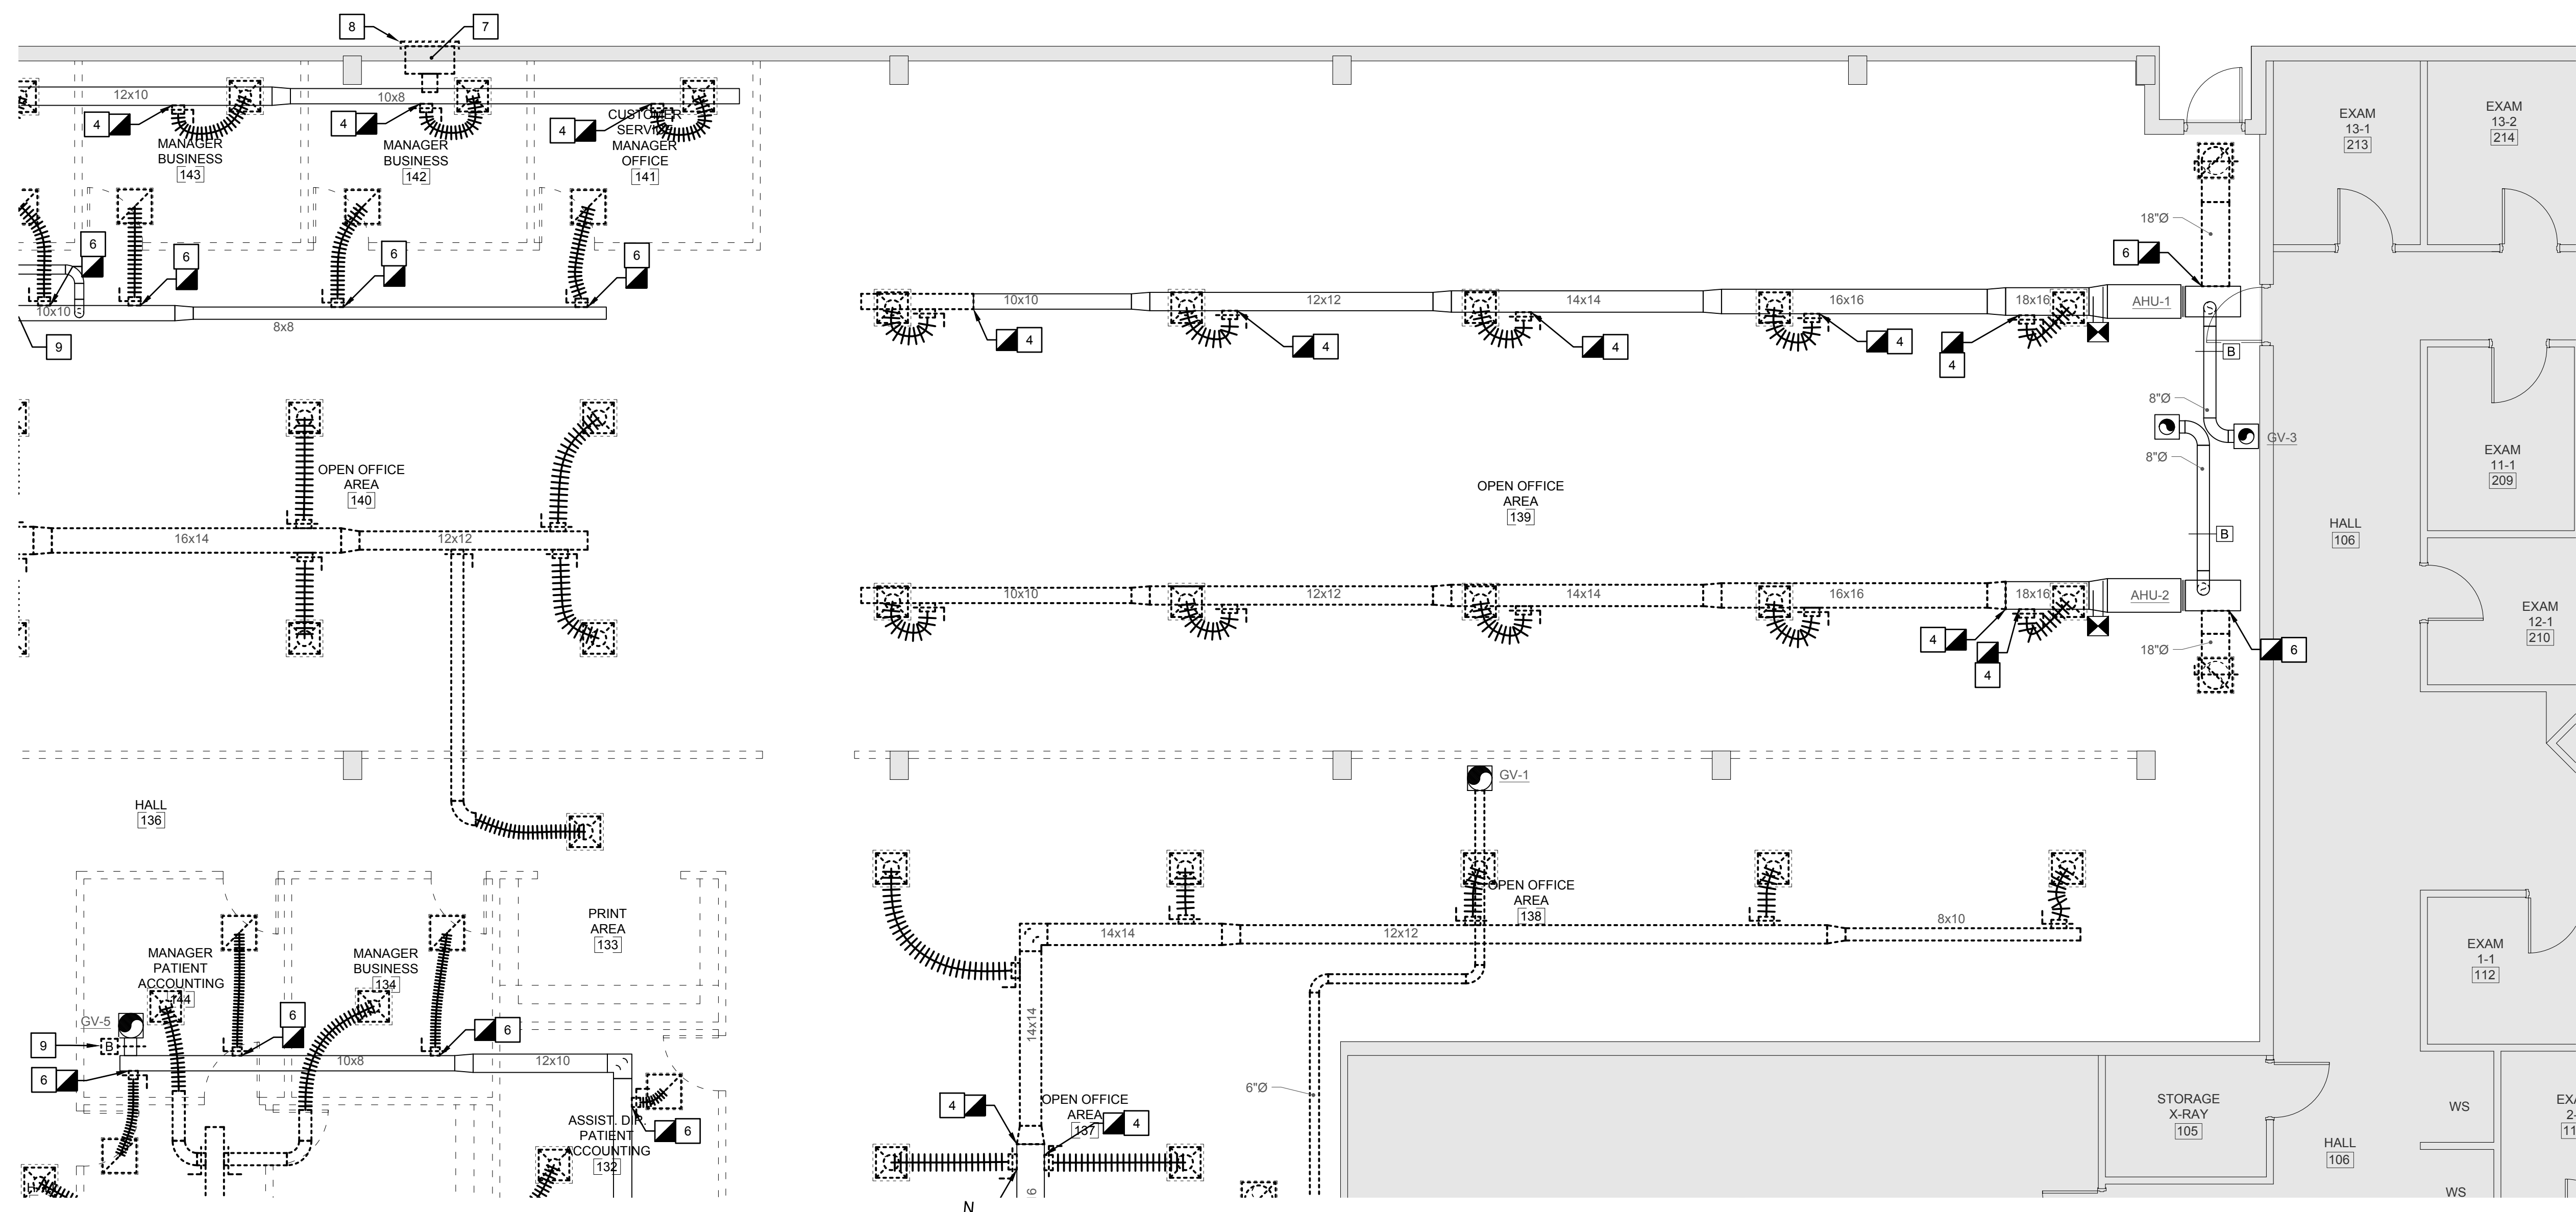 8
7
12x10
10x8
4
4
4
MANAGER
BUSINESS
143
MANAGER
BUSINESS
142
CUSTOMER
SERVICE
MANAGER
OFFICE
141
6
6
6
6
10x10
8x8
9
EXAM
13-1
213
EXAM
13-2
214
18"Ø
6
10x10
12x12
14x14
16x16
18x16
AHU-1
4
4
4
4
4
B
8"Ø
GV-3
8"Ø
B
EXAM
11-1
209
OPEN OFFICE
AREA
140
OPEN OFFICE
AREA
139
HALL
106
16x14
12x12
10x10
12x12
14x14
16x16
18x16
AHU-2
EXAM
12-1
210
4
4
18"Ø
6
GV-1
HALL
136
PRINT
AREA
133
OPEN OFFICE
AREA
138
14x14
12x12
8x10
MANAGER
PATIENT
ACCOUNTING
144
MANAGER
BUSINESS
134
EXAM
1-1
112
GV-5
9
B
6
6
6
10x8
12x10
14x14
6"Ø
ASSIST. DIR.
PATIENT
ACCOUNTING
132
6
4
OPEN OFFICE
AREA
137
4
STORAGE
X-RAY
105
WS
HALL
106
WS
6
N